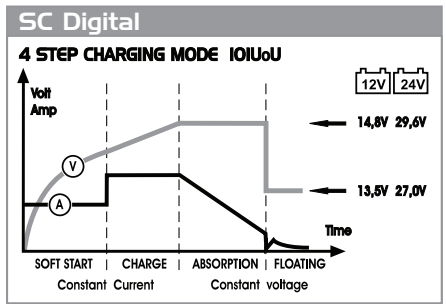 SC Digital
4 STEP CHARGING MODE IOIUoU
Volt
Amp
12V 24V
14,8V 29,6V
V
13,5V 27,0V
A
Time
SOFT START CHARGE ABSORPTION FLOATING
Constant Current Constant voltage